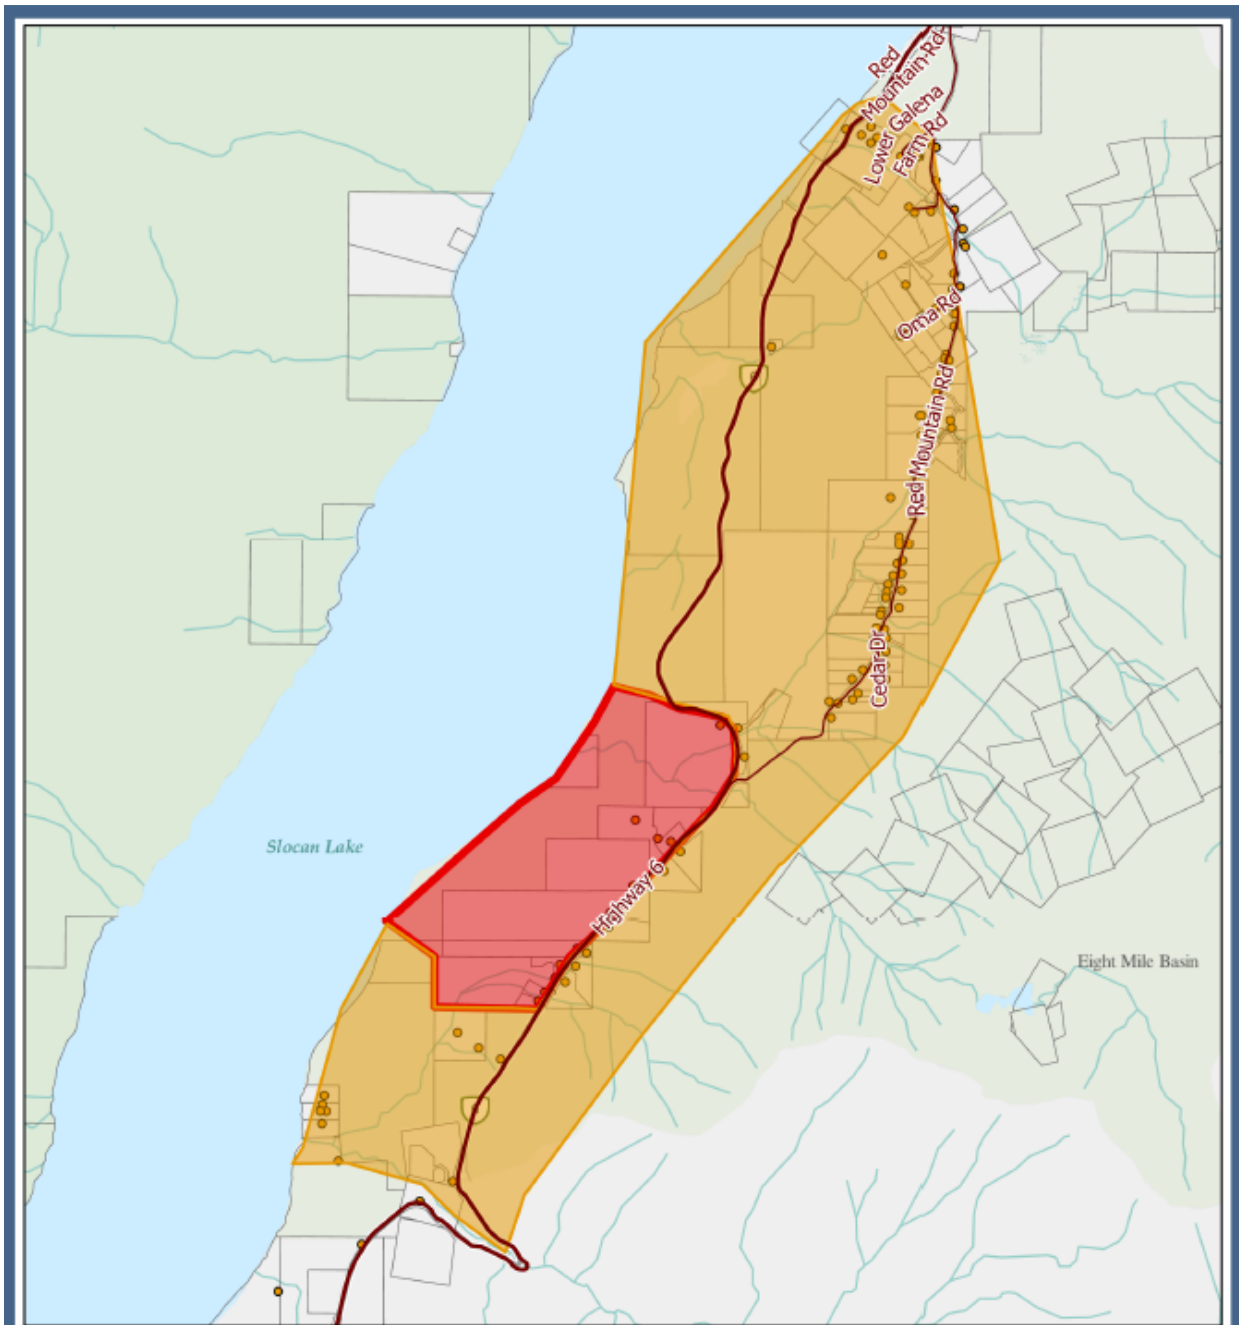 Red
Mountain-Rd
Lower Galena
Farm-Rd
Oma Rd
Red Mountain-Rd
Cedar-Dr
Slocan Lake
Highway 6
Eight Mile Basin